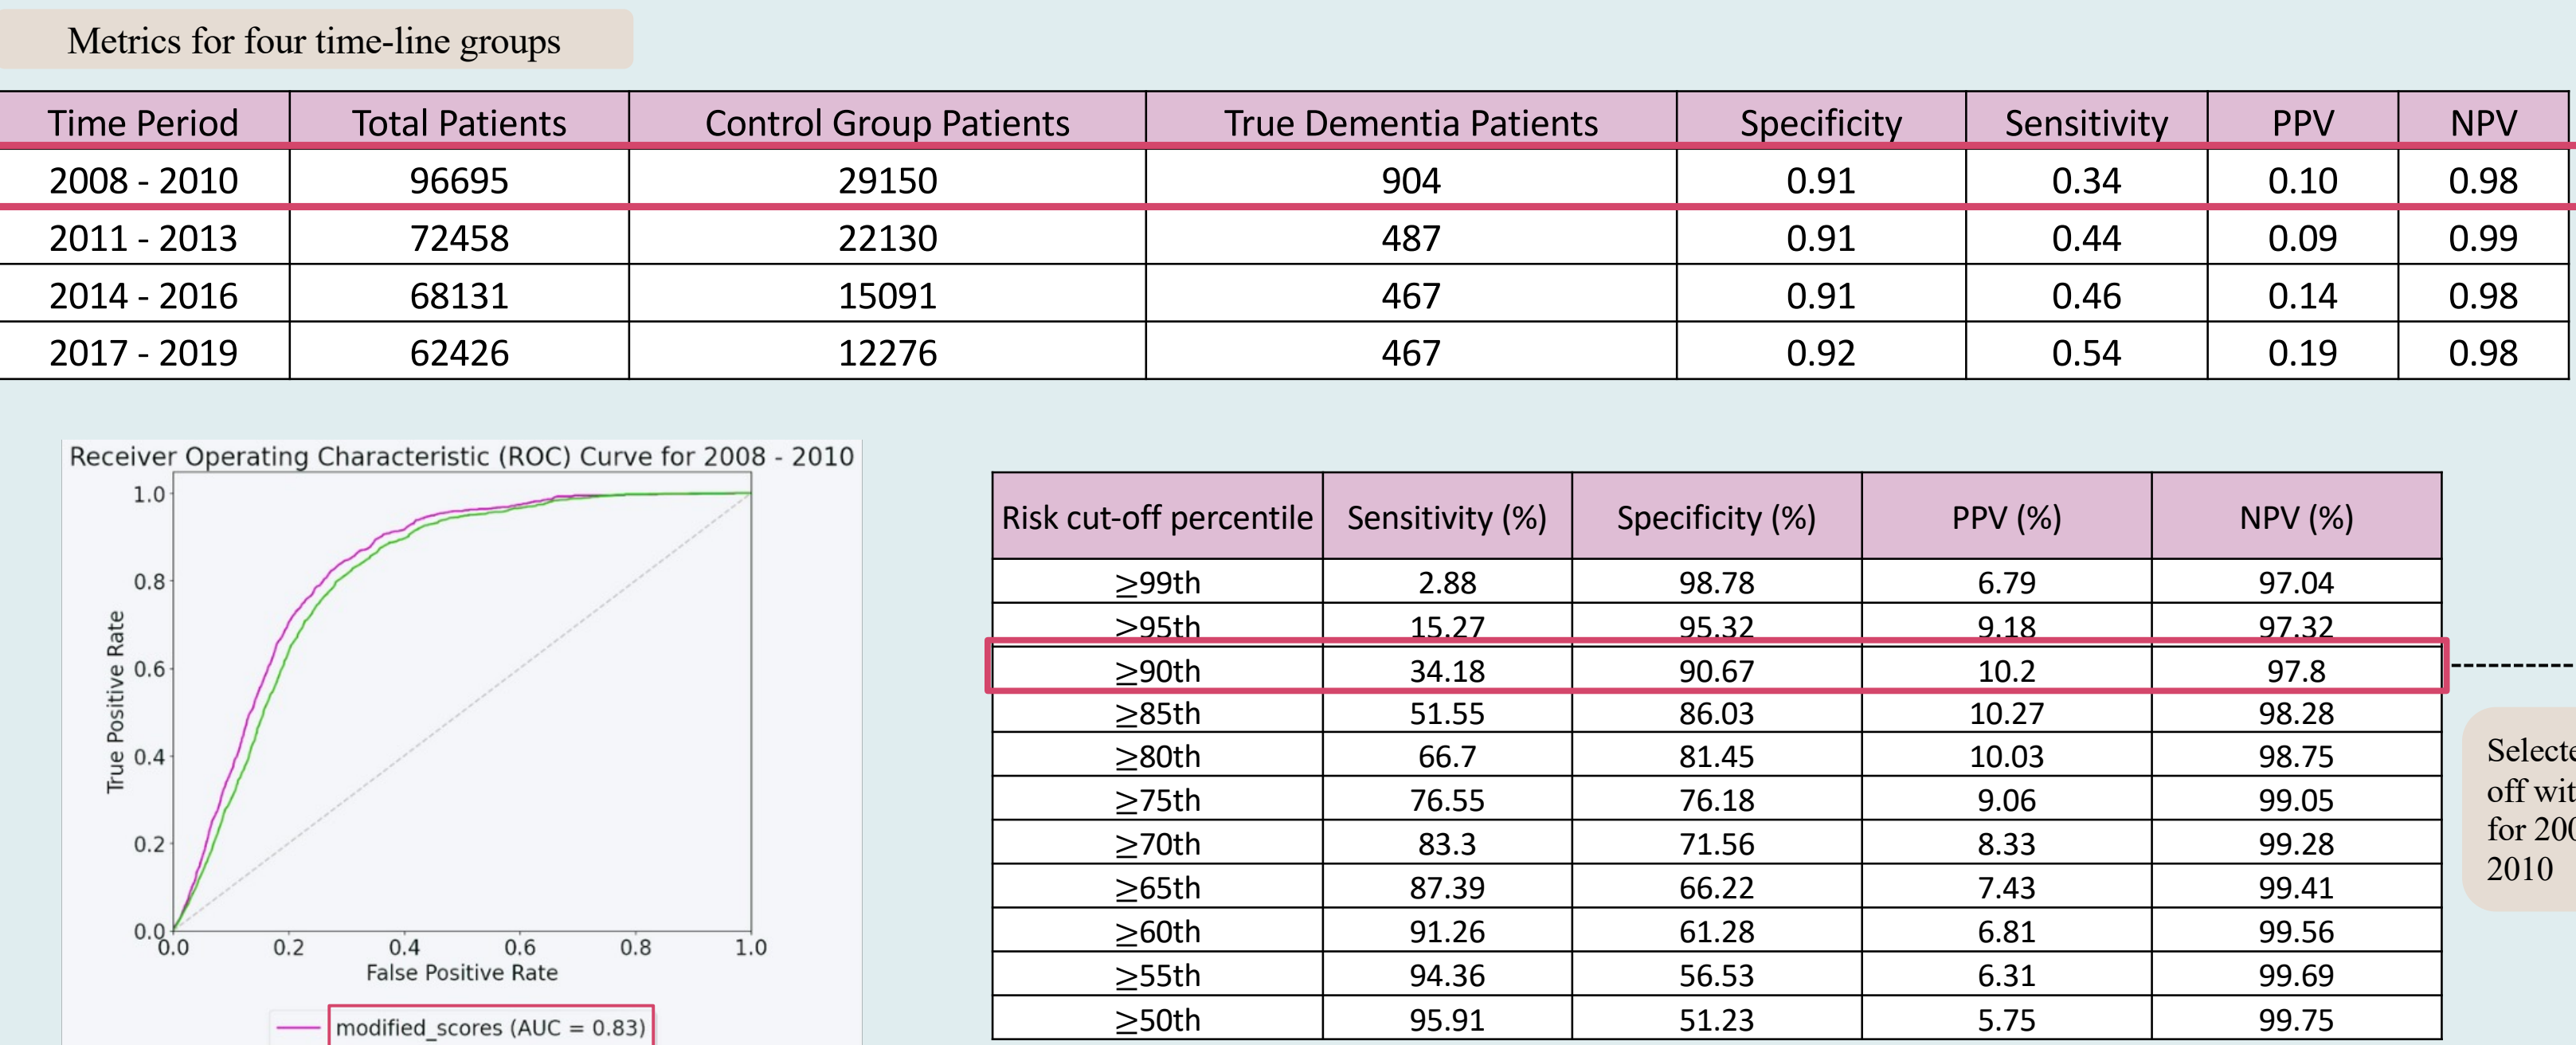 Metrics for four time-line groups
Time Period Total Patients Control Group Patients True Dementia Patients Specificity Sensitivity PPV NPV
2008 - 2010 96695 29150 904 0.91 0.34 0.10 0.98
2011 - 2013 72458 22130 487 0.91 0.44 0.09 0.99
2014 - 2016 68131 15091 467 0.91 0.46 0.14 0.98
2017 - 2019 62426 12276 467 0.92 0.54 0.19 0.98
Receiver Operating Characteristic (ROC) Curve for 2008 - 2010
1.0
0.8
0.6
0.4
0.2
0.0
True Positive Rate
0.0 0.2 0.4 0.6 0.8 1.0
False Positive Rate
modified_scores (AUC = 0.83)
Risk cut-off percentile Sensitivity (%) Specificity (%) PPV (%) NPV (%)
≥99th 2.88 98.78 6.79 97.04
≥95th 15.27 95.32 9.18 97.32
≥90th 34.18 90.67 10.2 97.8
≥85th 51.55 86.03 10.27 98.28
≥80th 66.7 81.45 10.03 98.75
≥75th 76.55 76.18 9.06 99.05
≥70th 83.3 71.56 8.33 99.28
≥65th 87.39 66.22 7.43 99.41
≥60th 91.26 61.28 6.81 99.56
≥55th 94.36 56.53 6.31 99.69
≥50th 95.91 51.23 5.75 99.75
off
for
2010